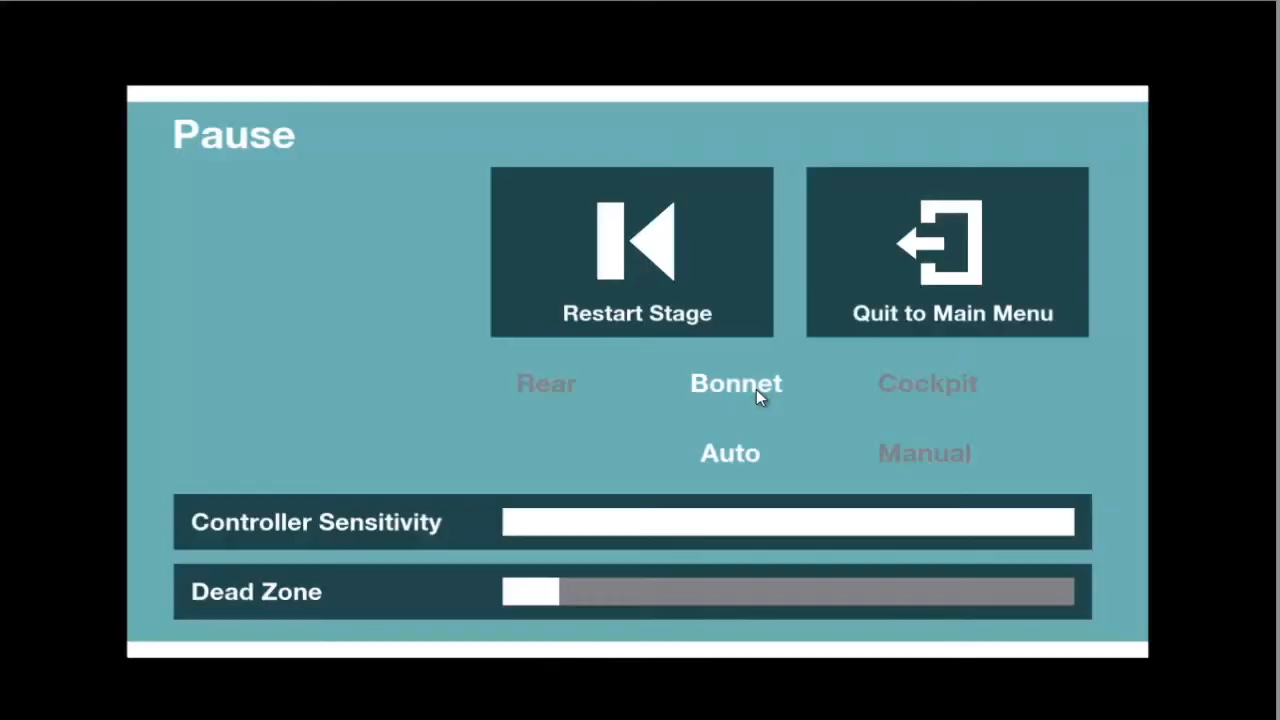 Pause
Restart Stage
Quit to Main Menu
Rear
Bonnet
Cockpit
Auto
Manual
Controller Sensitivity
Dead Zone